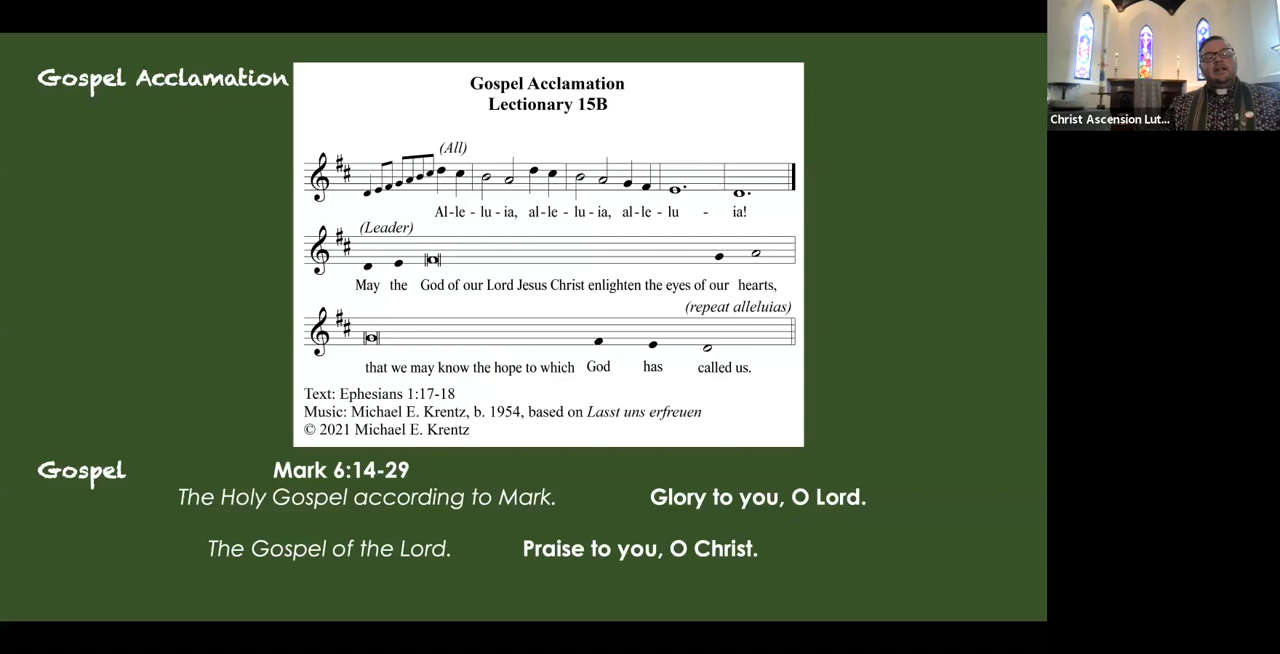 Gospel Acclamation
Gospel Acclamation
Lectionary 15B
(All)
Al-le - lu - ia, al-le - lu - ia, al-le - lu - ia!
(Leader)
May the God of our Lord Jesus Christ enlighten the eyes of our hearts,
(repeat alleluias)
that we may know the hope to which God has called us.
Text: Ephesians 1:17-18
Music: Michael E. Krentz, b. 1954, based on Lasst uns erfreuen
© 2021 Michael E. Krentz
Gospel Mark 6:14-29
The Holy Gospel according to Mark. Glory to you, O Lord.
The Gospel of the Lord. Praise to you, O Christ.
Christ Ascension Lut...